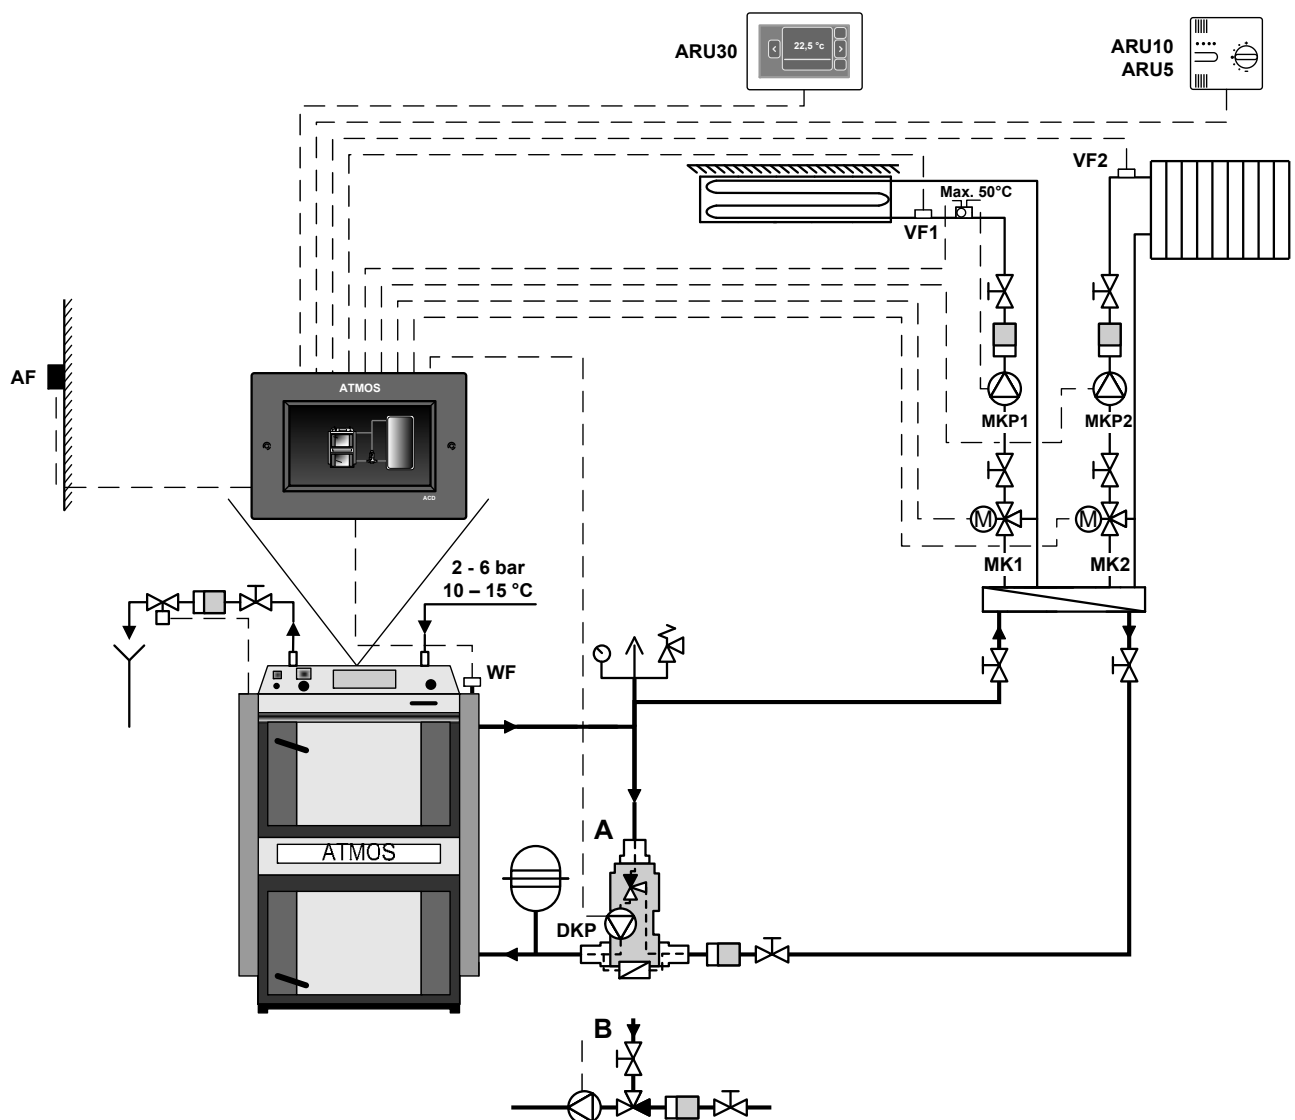 ARU30
22,5 °c
ARU10
ARU5
VF2
Max. 50°C
VF1
AF
ATMOS
ACD
MKP1
MKP2
M
M
MK1
MK2
2 - 6 bar
10 – 15 °C
WF
A
ATMOS
DKP
B